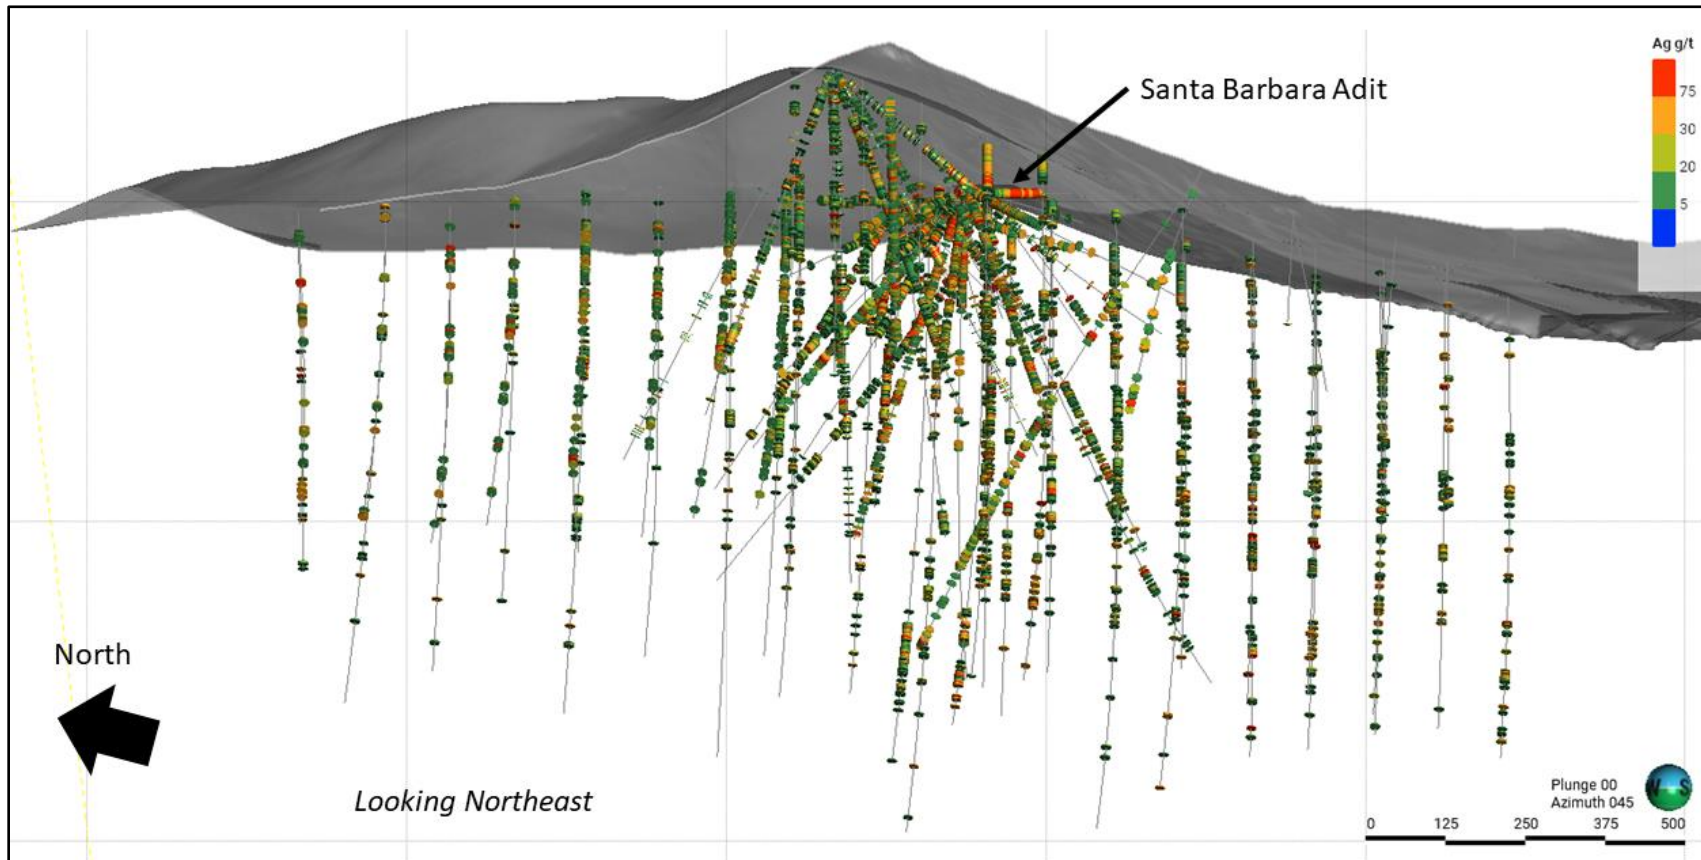 Ag g/t
75
30
20
5
Santa Barbara Adit
North
Looking Northeast
Plunge 00
Azimuth 045
N S
0 125 250 375 500